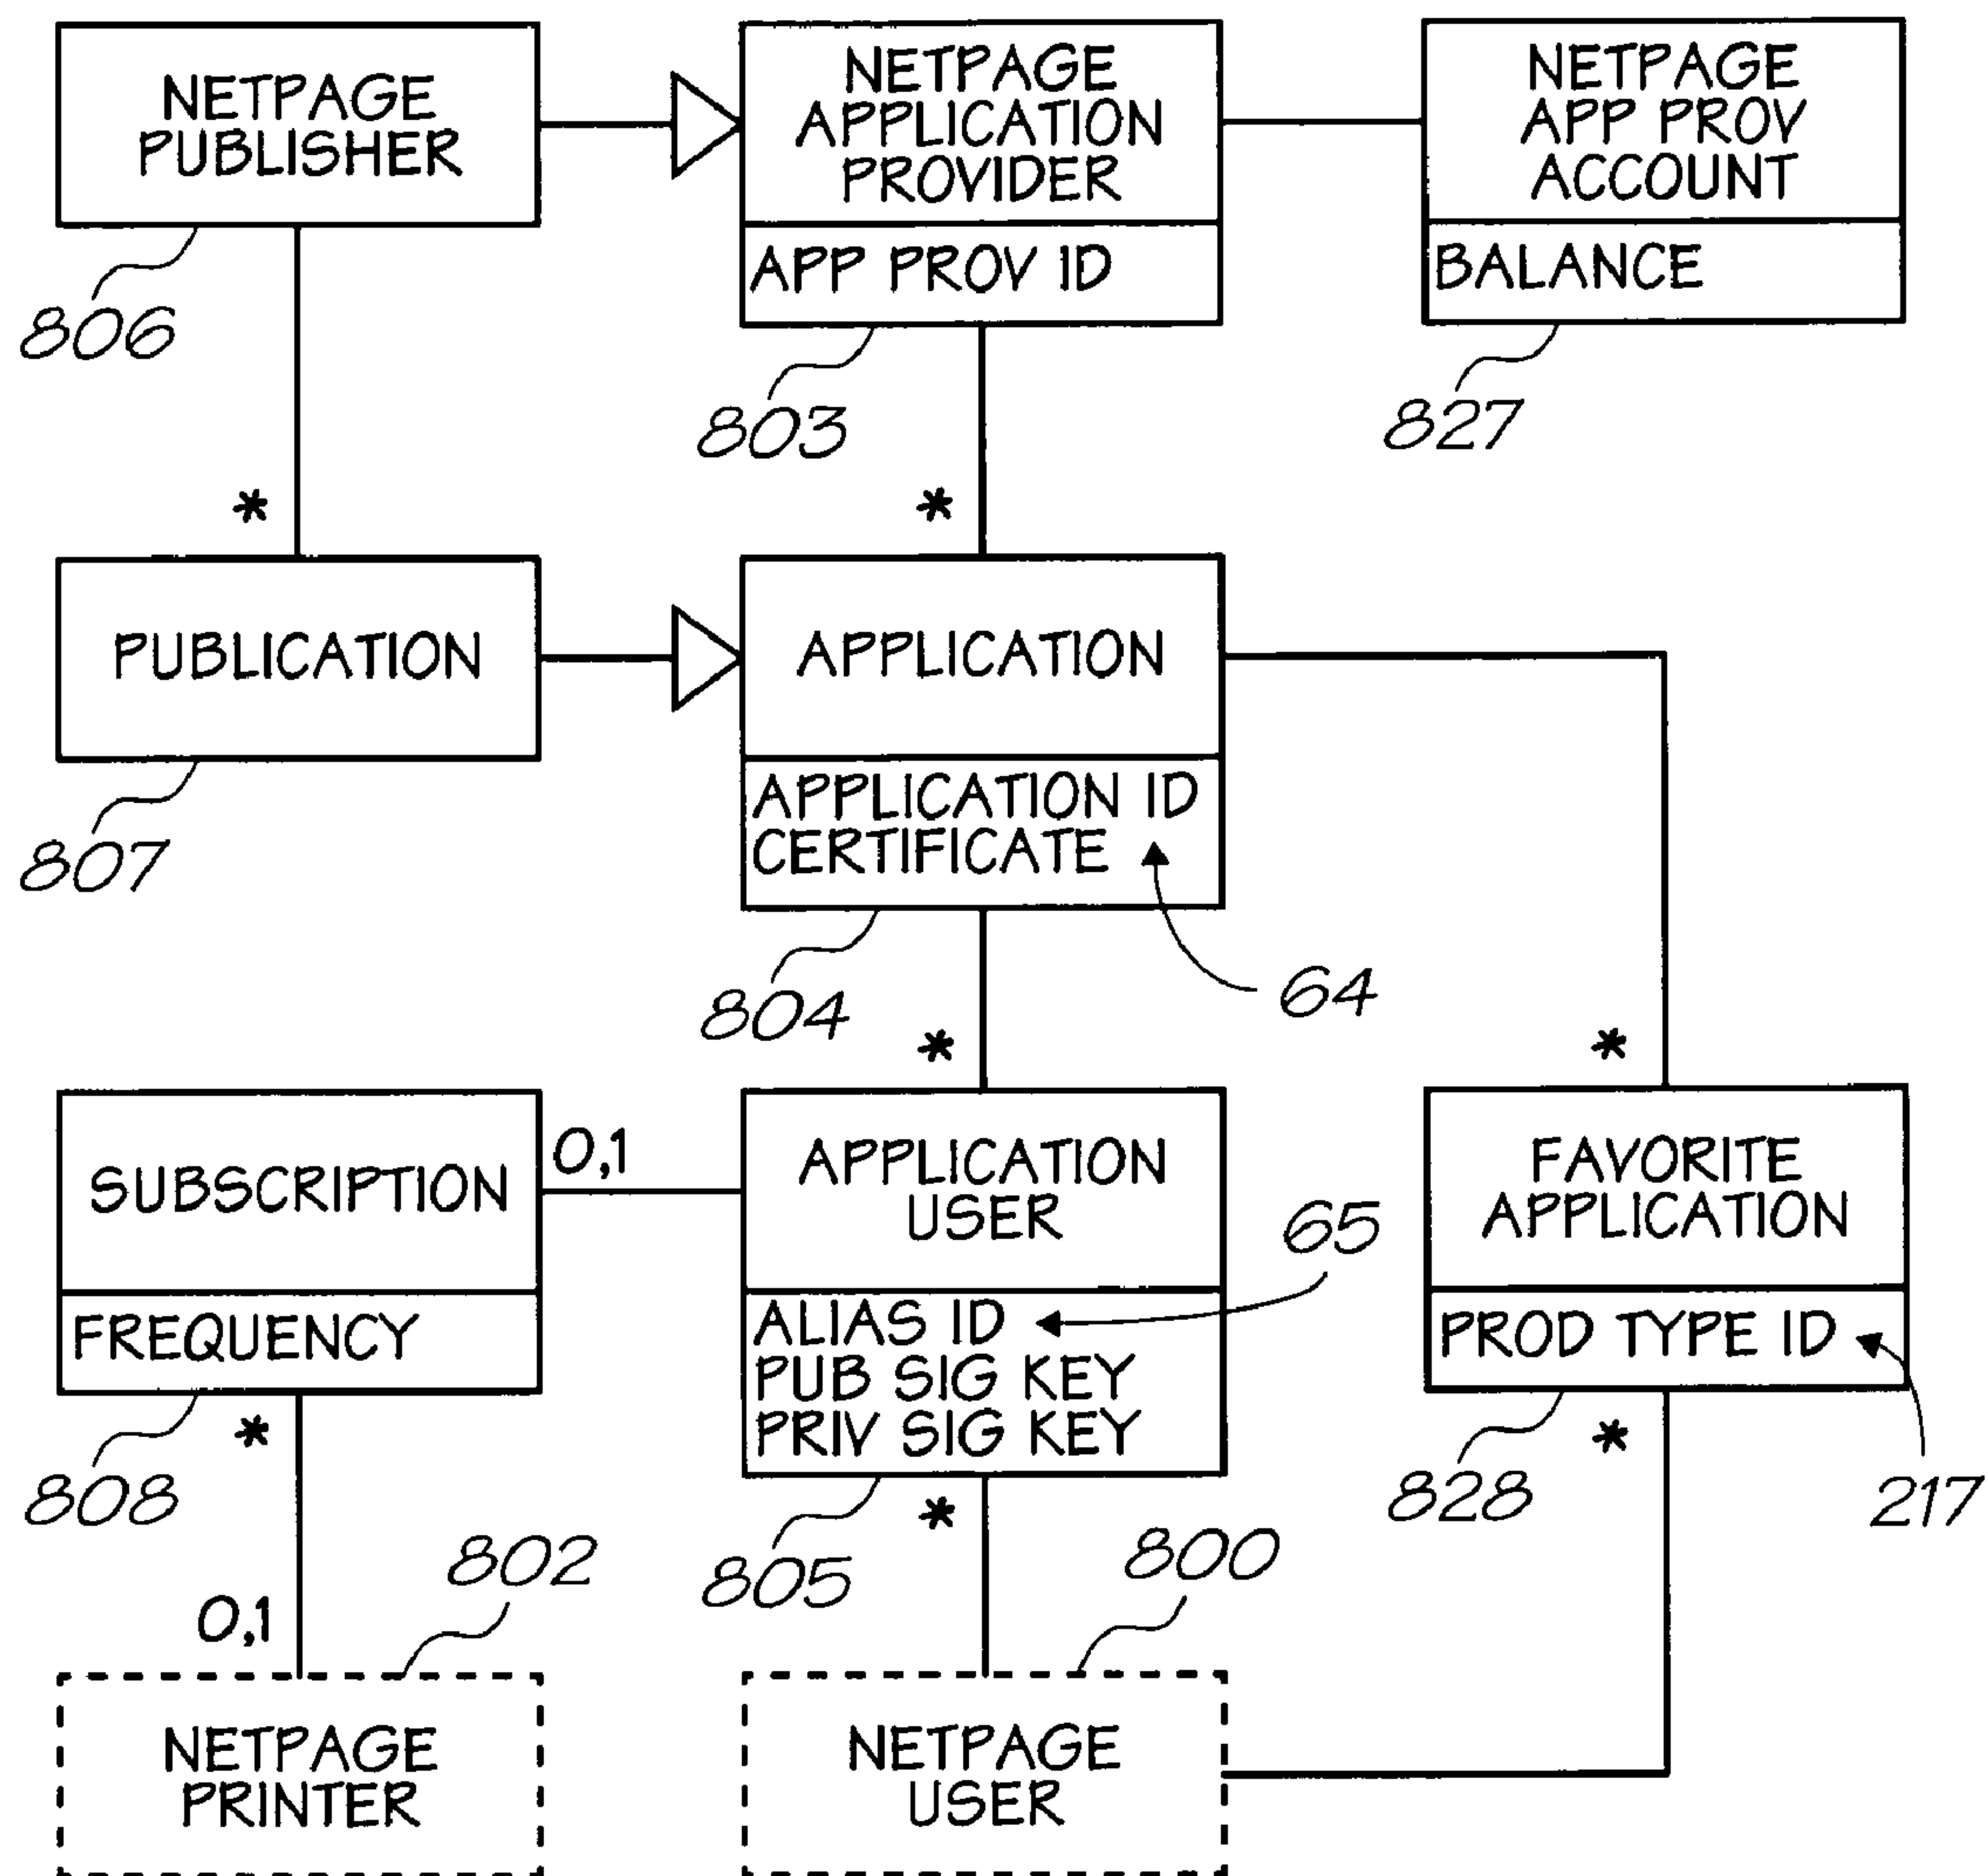 NETPAGE
PUBLISHER
NETPAGE
APPLICATION
PROVIDER
APP PROV ID
NETPAGE
APP PROV
ACCOUNT
BALANCE
806
803
827
*
*
PUBLICATION
APPLICATION
APPLICATION ID
CERTIFICATE
807
804
64
*
*
SUBSCRIPTION
FREQUENCY
0,1
APPLICATION
USER
ALIAS ID
PUB SIG KEY
PRIV SIG KEY
65
FAVORITE
APPLICATION
PROD TYPE ID
808
*
805
*
828
*
217
0,1
802
800
NETPAGE
PRINTER
NETPAGE
USER